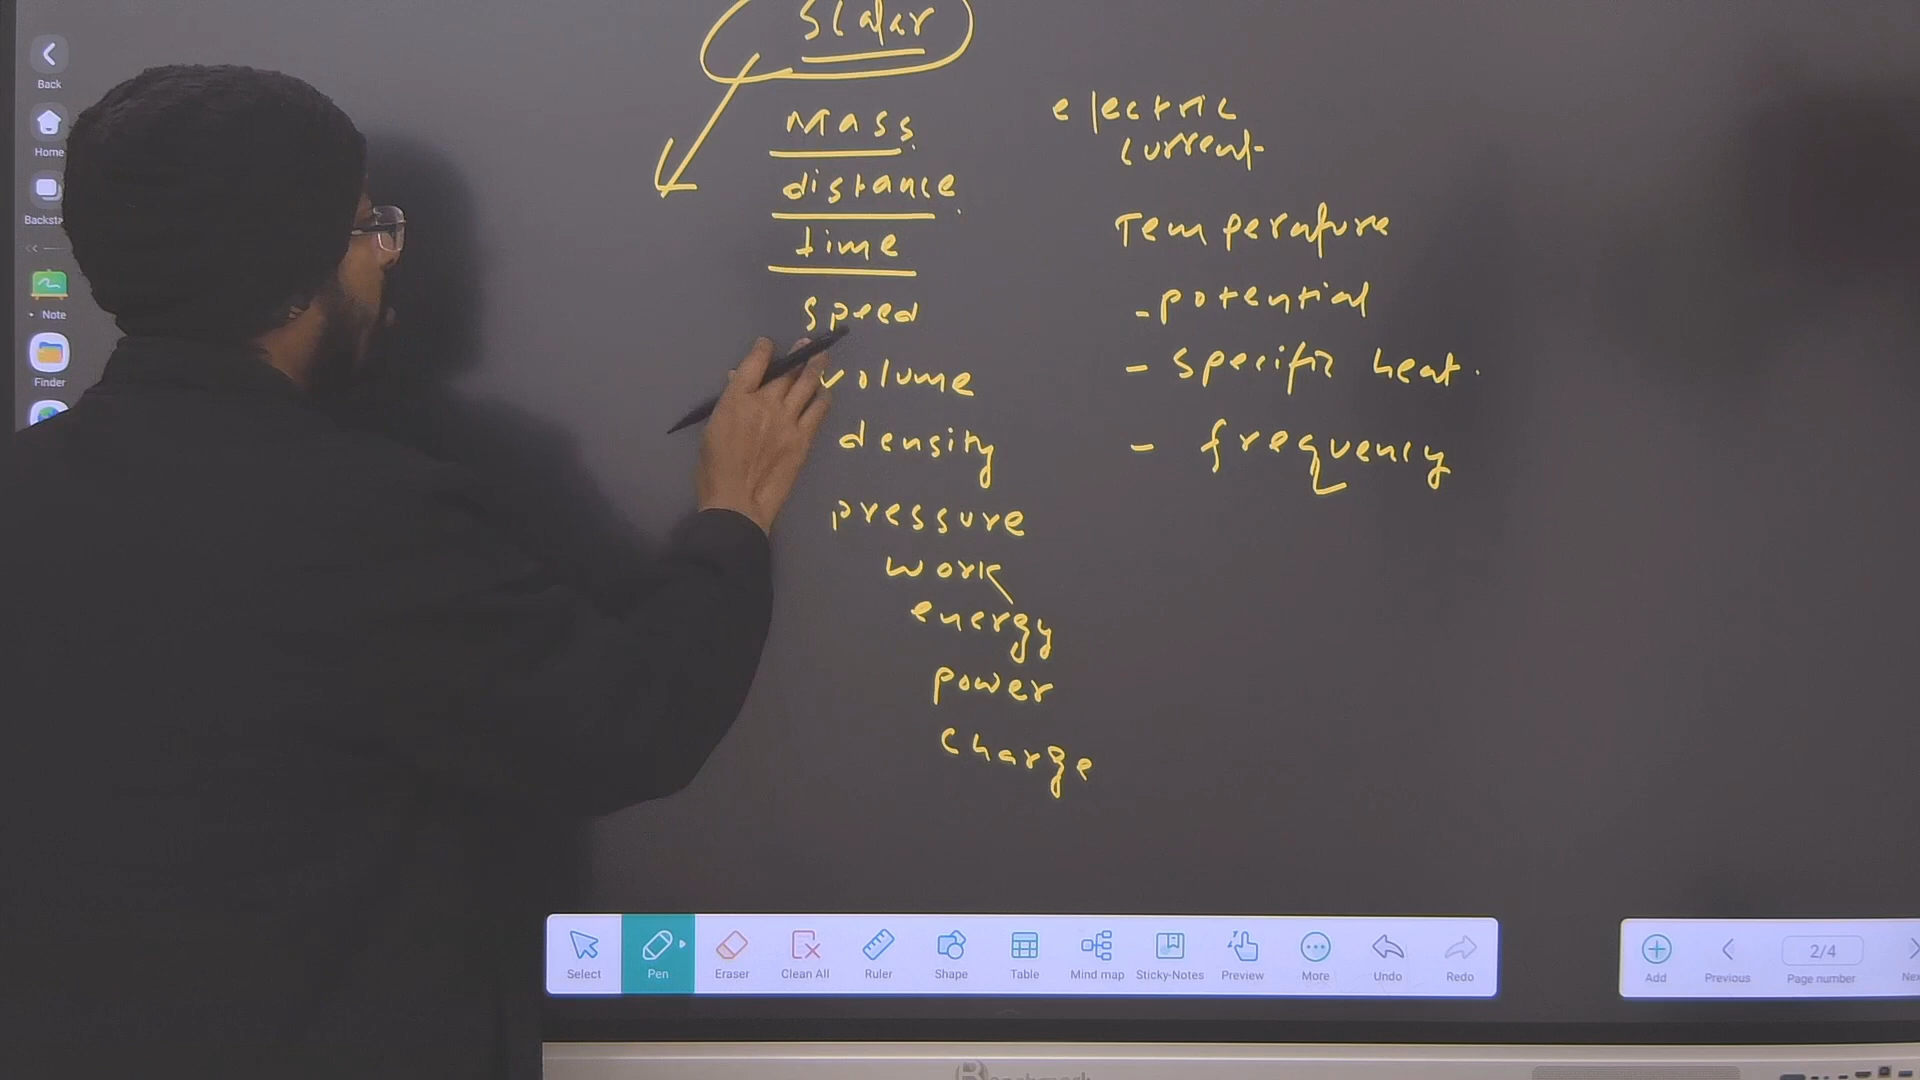 Scalar
Mass
distance
time
speed
volume
density
pressure
work
energy
power
charge
electric
current
Temperature
- potential
- specific heat.
- frequency
Back
Home
Note
Finder
Select
Pen
Eraser
Clean All
Ruler
Shape
Table
Mind map
Sticky-Notes
Preview
More
Undo
Redo
Add
Previous
2/4
Page number